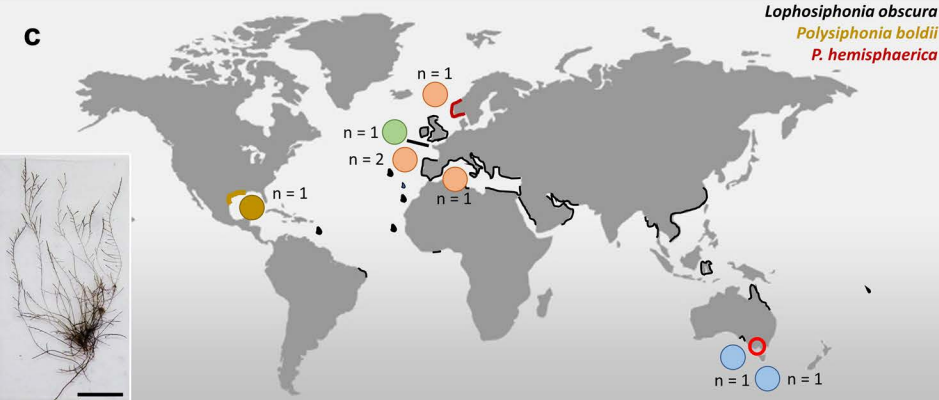 c
Lophosiphonia obscura
Polysiphonia boldii
P. hemisphaerica
n = 1
n = 1
n = 2
n = 1
n = 1
n = 1
n = 1